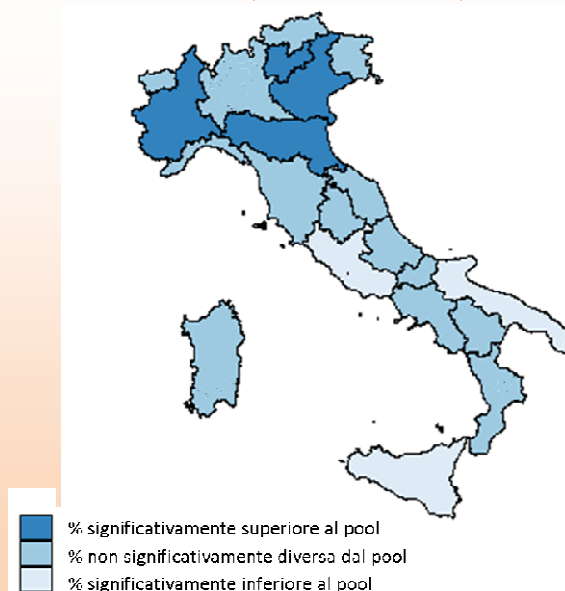 % significativamente superiore al pool
% non significativamente diversa dal pool
% significativamente inferiore al pool